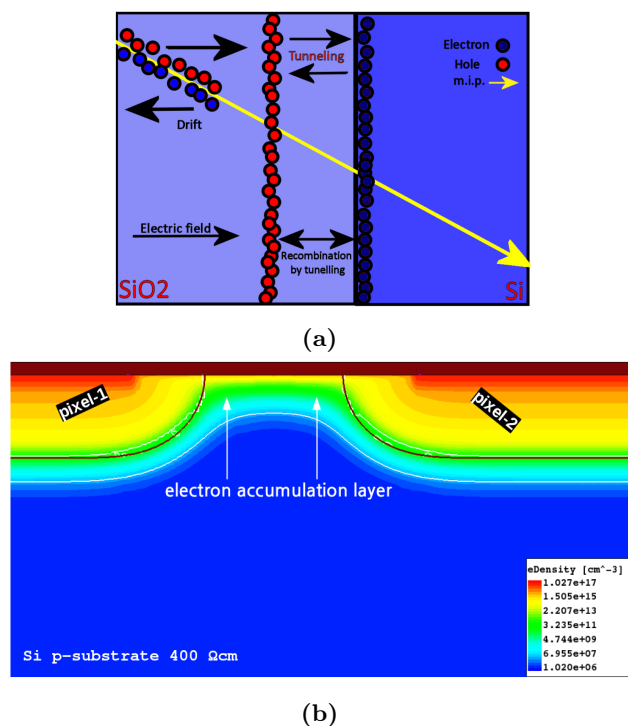 Tunneling
Electron
Hole
m.i.p.
Drift
Electric field
Recombination
by tunelling
SiO2
Si
(a)
pixel-1
pixel-2
electron accumulation layer
eDensity [cm^-3]
1.027e+17
1.505e+15
2.207e+13
3.235e+11
4.744e+09
6.955e+07
1.020e+06
Si p-substrate 400 Ωcm
(b)